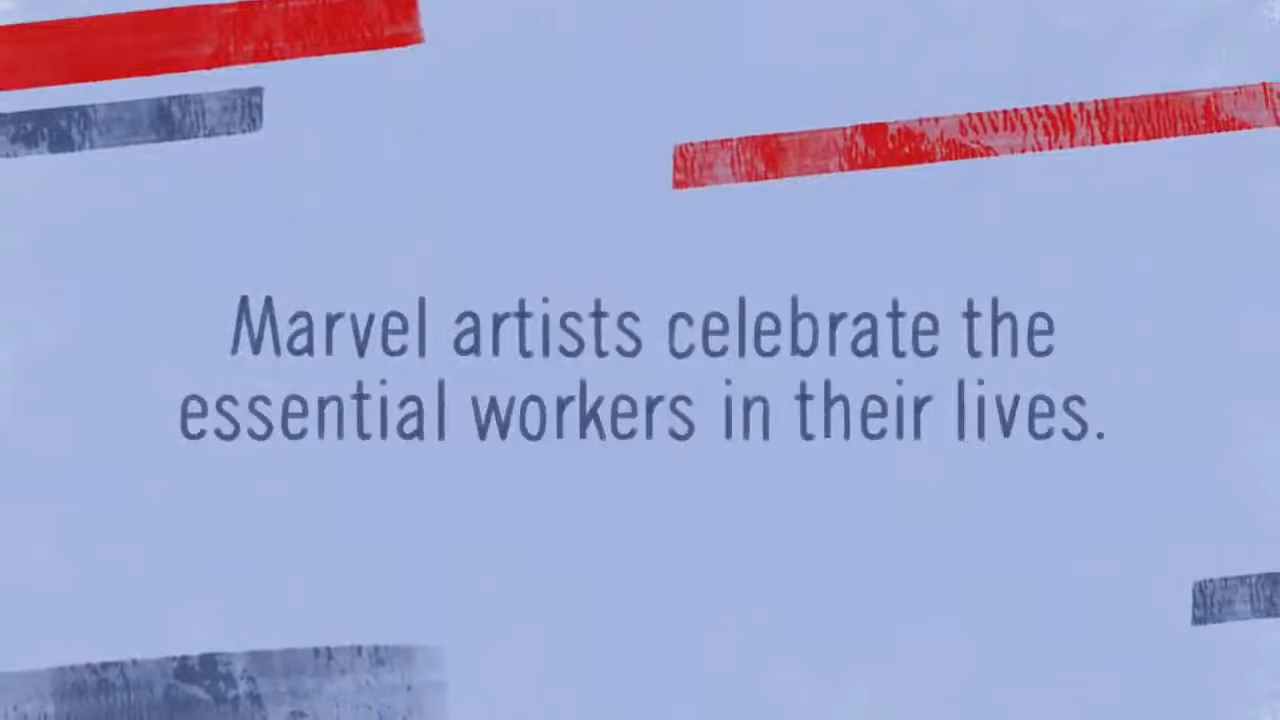 Marvel artists celebrate the
essential workers in their lives.